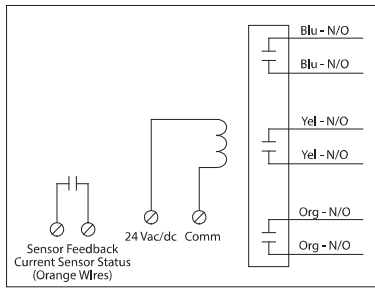 Blu - N/O
Blu - N/O
Yel - N/O
Yel - N/O
Org - N/O
Org - N/O
24 Vac/dc Comm
Sensor Feedback
Current Sensor Status
(Orange Wires)